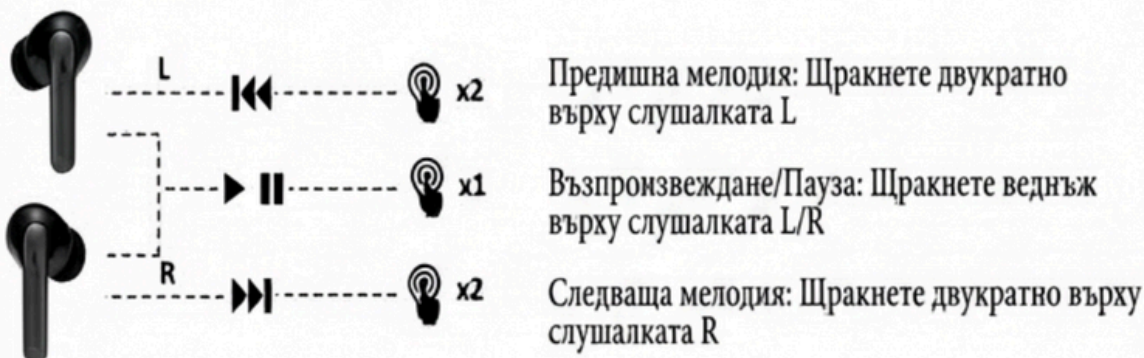 L
x2
Предишна мелодия: Щракнете двукратно
върху слушалката L
x1
Възпроизвеждане/Пауза: Щракнете веднъж
върху слушалката L/R
R
x2
Следваща мелодия: Щракнете двукратно върху
слушалката R